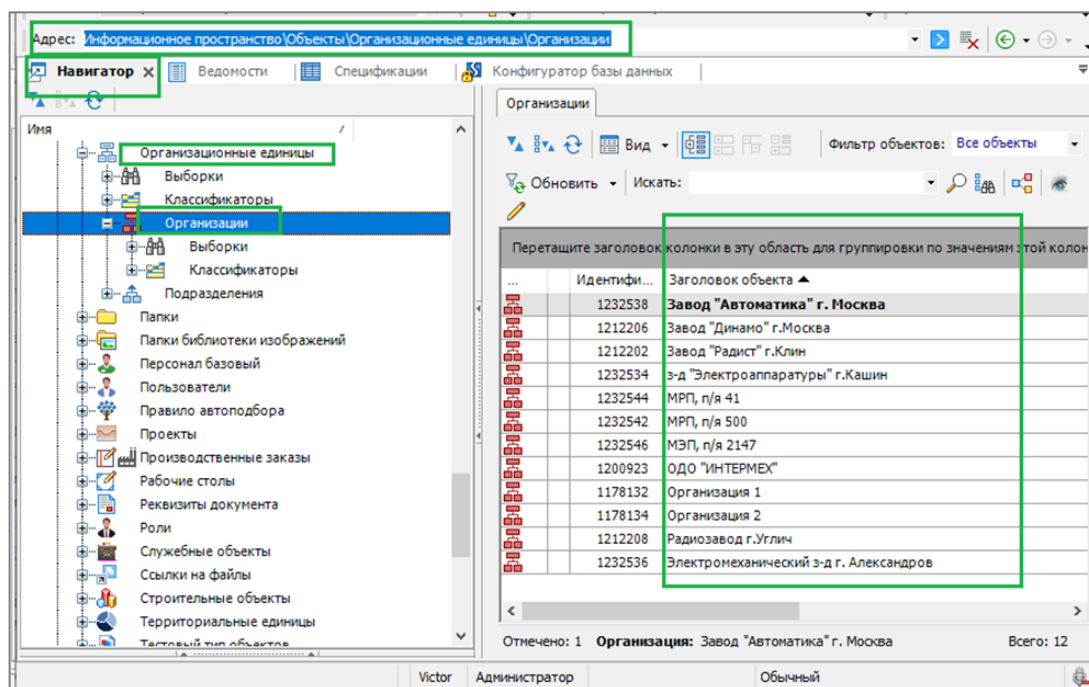 Адрес: Информационное пространство\Объекты\Организационные единицы\Организации
Навигатор
Ведомости
Спецификации
Конфигуратор базы данных
Имя
Организационные единицы
Выборки
Классификаторы
Организации
Выборки
Классификаторы
Подразделения
Папки
Папки библиотеки изображений
Персонал базовый
Пользователи
Правило автоподбора
Проекты
Производственные заказы
Рабочие столы
Реквизиты документа
Роли
Служебные объекты
Ссылки на файлы
Строительные объекты
Территориальные единицы
Тестовый тип объектов
Организации
Вид
Фильтр объектов: Все объекты
Обновить
Искать:
Перетащите заголовок колонки в эту область для группировки по значениям этой колон
... Идентифи... Заголовок объекта
1232538 Завод "Автоматика" г. Москва
1212206 Завод "Динамо" г.Москва
1212202 Завод "Радист" г.Клин
1232534 з-д "Электроаппаратуры" г.Кашин
1232544 МРП, п/я 41
1232542 МРП, п/я 500
1232546 МЭП, п/я 2147
1200923 ОДО "ИНТЕРМЕХ"
1178132 Организация 1
1178134 Организация 2
1212208 Радиозавод г.Углич
1232536 Электромеханический з-д г. Александров
Отмечено: 1 Организация: Завод "Автоматика" г. Москва Всего: 12
Victor Администратор Обычный